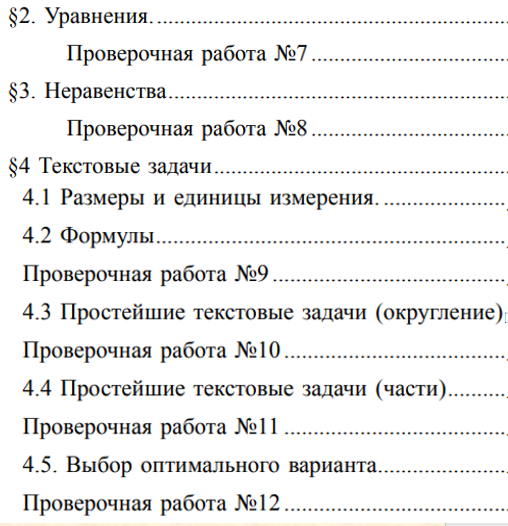 §2. Уравнения.....................................................
Проверочная работа №7..............................
§3. Неравенства...................................................
Проверочная работа №8..............................
§4 Текстовые задачи............................................
4.1 Размеры и единицы измерения. ....................
4.2 Формулы.....................................................
Проверочная работа №9....................................
4.3 Простейшие текстовые задачи (округление)
Проверочная работа №10..................................
4.4 Простейшие текстовые задачи (части).........
Проверочная работа №11..................................
4.5. Выбор оптимального варианта....................
Проверочная работа №12..................................